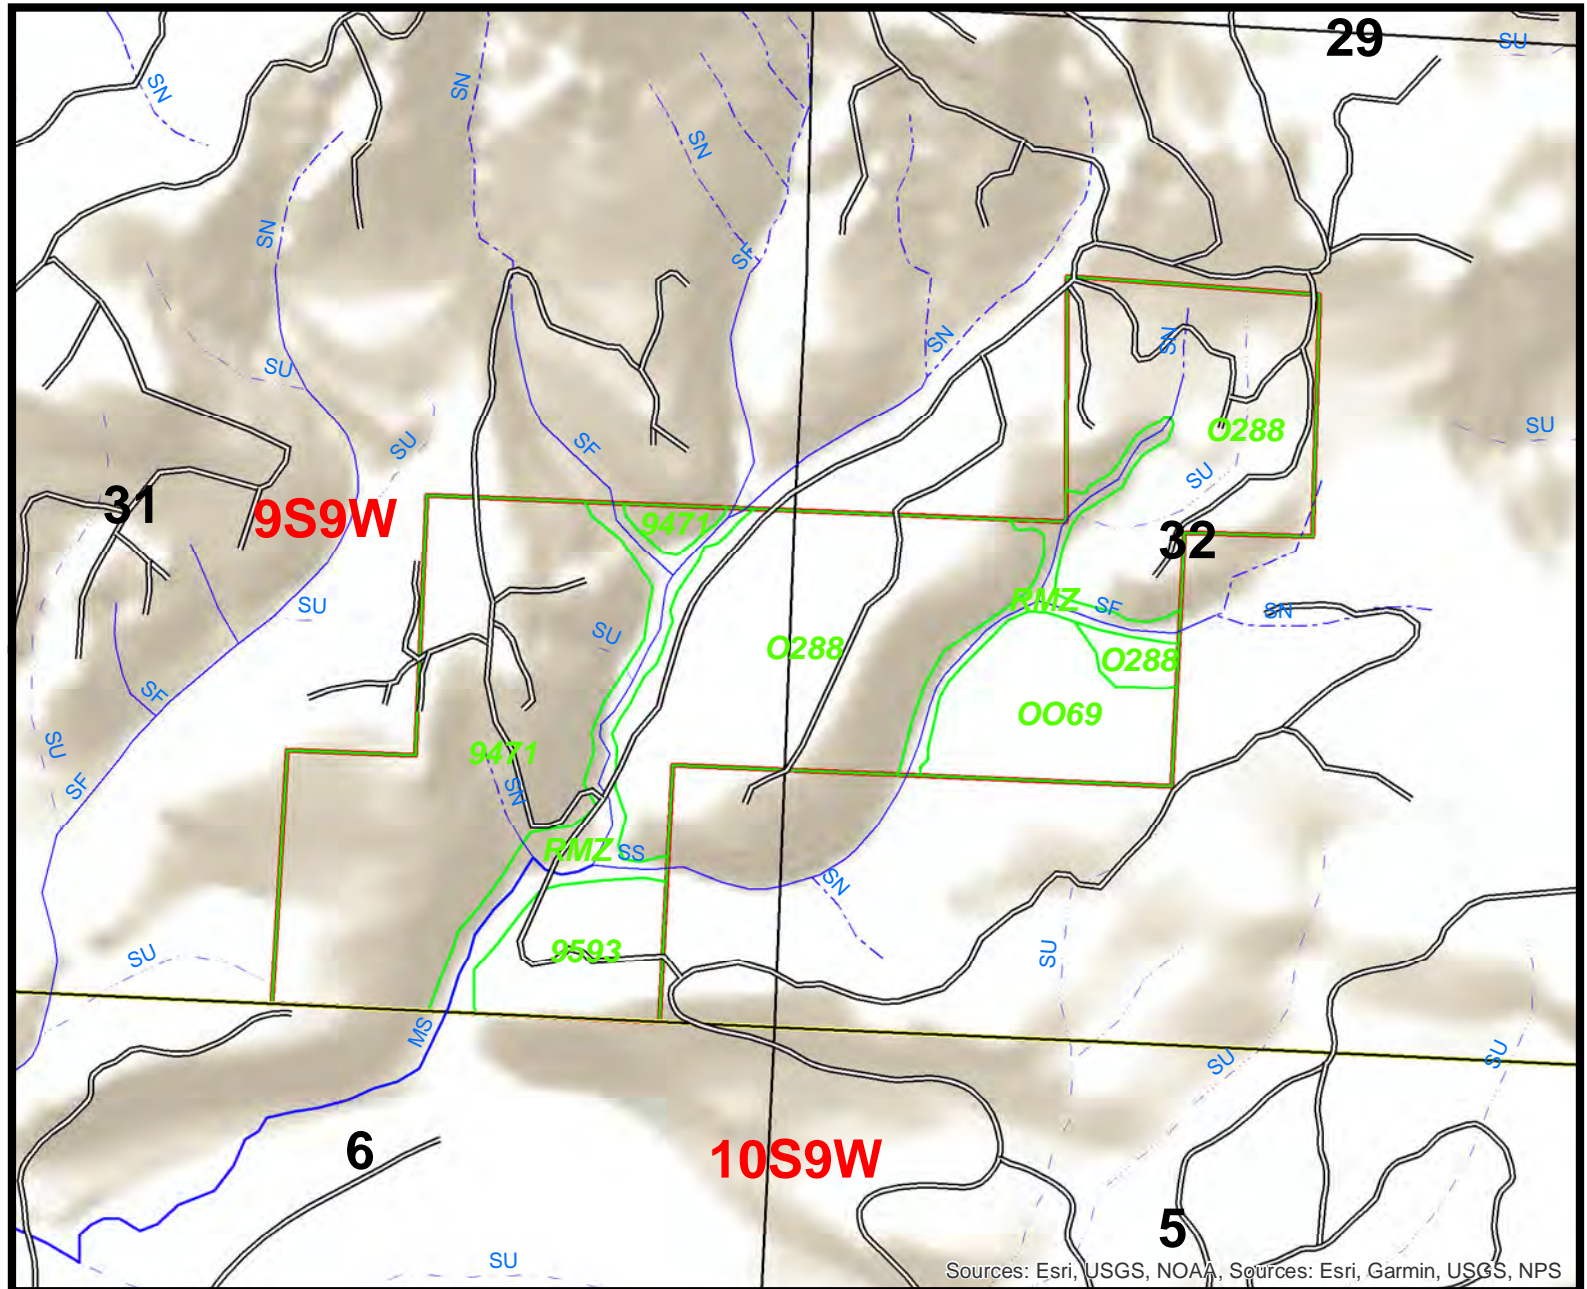 29
SU
SN
SN
SN
SN
SF
SN
SN
SU
SU
SF
SN
O288
SU
SU
31
9S9W
9471
32
SU
RMZ
SF
SN
SU
O288
O288
SF
OO69
SU
SF
9471
SN
RMZ
SS
SN
9593
SU
SU
MS
SU
SU
6
10S9W
5
SU
Sources: Esri, USGS, NOAA, Sources: Esri, Garmin, USGS, NPS